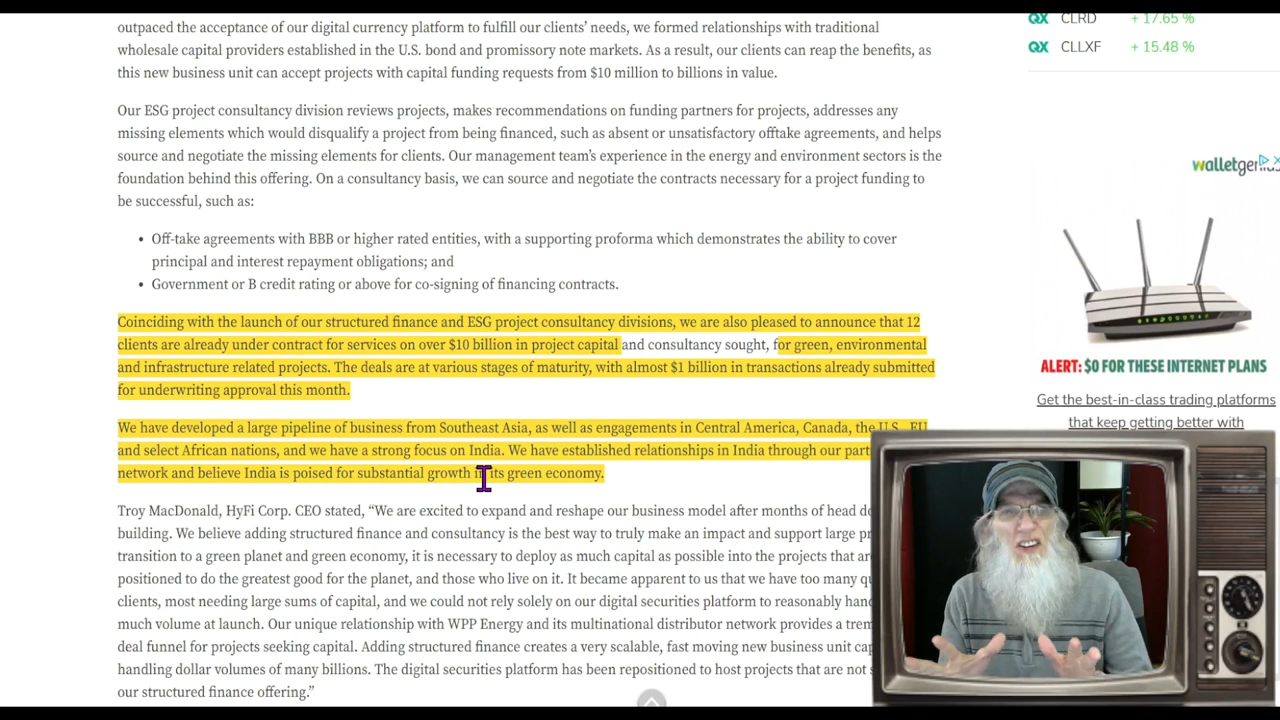 outpaced the acceptance of our digital currency platform to fulfill our clients’ needs, we formed relationships with traditional
wholesale capital providers established in the U.S. bond and promissory note markets. As a result, our clients can reap the benefits, as
this new business unit can accept projects with capital funding requests from $10 million to billions in value.
Our ESG project consultancy division reviews projects, makes recommendations on funding partners for projects, addresses any
missing elements which would disqualify a project from being financed, such as absent or unsatisfactory offtake agreements, and helps
source and negotiate the missing elements for clients. Our management team’s experience in the energy and environment sectors is the
foundation behind this offering. On a consultancy basis, we can source and negotiate the contracts necessary for a project funding to
be successful, such as:
• Off-take agreements with BBB or higher rated entities, with a supporting proforma which demonstrates the ability to cover
principal and interest repayment obligations; and
• Government or B credit rating or above for co-signing of financing contracts.
Coinciding with the launch of our structured finance and ESG project consultancy divisions, we are also pleased to announce that 12
clients are already under contract for services on over $10 billion in project capital and consultancy sought, for green, environmental
and infrastructure related projects. The deals are at various stages of maturity, with almost $1 billion in transactions already submitted
for underwriting approval this month.
We have developed a large pipeline of business from Southeast Asia, as well as engagements in Central America, Canada, the U.S., EU
and select African nations, and we have a strong focus on India. We have established relationships in India through our part
network and believe India is poised for substantial growth in its green economy.
Troy MacDonald, HyFi Corp. CEO stated, “We are excited to expand and reshape our business model after months of head do
building. We believe adding structured finance and consultancy is the best way to truly make an impact and support large pr
transition to a green planet and green economy, it is necessary to deploy as much capital as possible into the projects that are
positioned to do the greatest good for the planet, and those who live on it. It became apparent to us that we have too many qu
clients, most needing large sums of capital, and we could not rely solely on our digital securities platform to reasonably hand
much volume at launch. Our unique relationship with WPP Energy and its multinational distributor network provides a trem
deal funnel for projects seeking capital. Adding structured finance creates a very scalable, fast moving new business unit cap
handling dollar volumes of many billions. The digital securities platform has been repositioned to host projects that are not s
our structured finance offering.”
QX CLRD + 17.65 %
QX CLLXF + 15.48 %
walletgenius
ALERT: $0 FOR THESE INTERNET PLANS
Get the best-in-class trading platforms
that keep getting better with